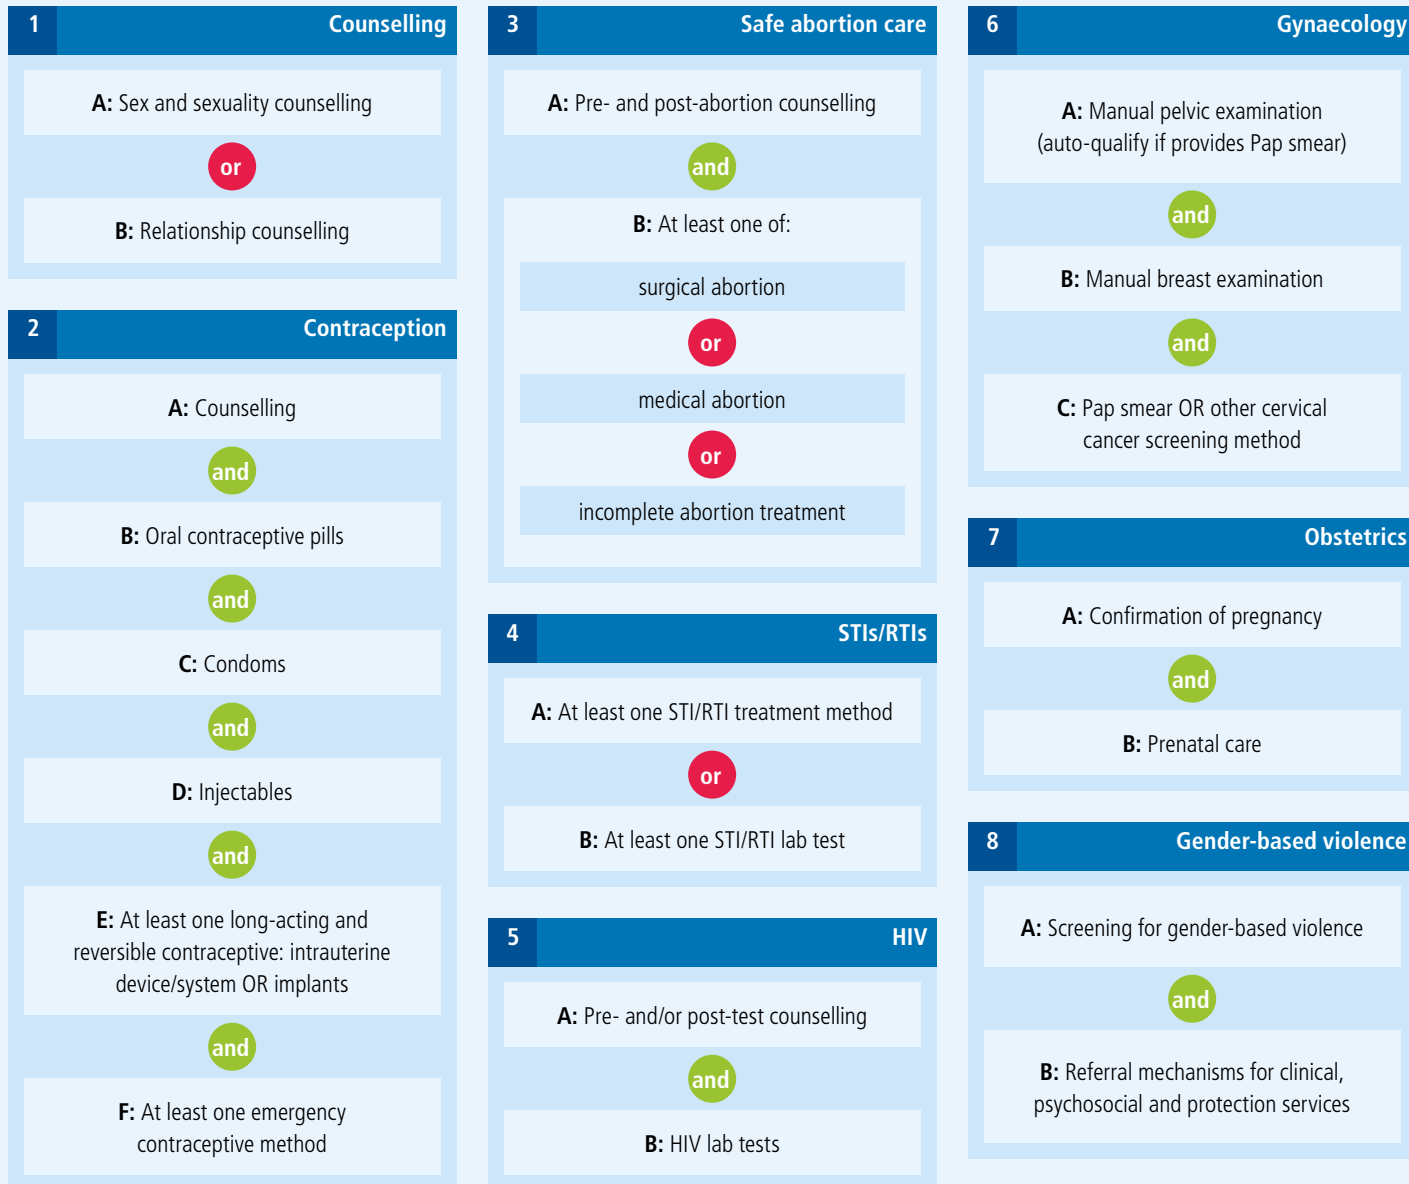 1 Counselling
A: Sex and sexuality counselling
or
B: Relationship counselling
2 Contraception
A: Counselling
and
B: Oral contraceptive pills
and
C: Condoms
and
D: Injectables
and
E: At least one long-acting and
reversible contraceptive: intrauterine
device/system OR implants
and
F: At least one emergency
contraceptive method
3 Safe abortion care
A: Pre- and post-abortion counselling
and
B: At least one of:
surgical abortion
or
medical abortion
or
incomplete abortion treatment
4 STIs/RTIs
A: At least one STI/RTI treatment method
or
B: At least one STI/RTI lab test
5 HIV
A: Pre- and/or post-test counselling
and
B: HIV lab tests
6 Gynaecology
A: Manual pelvic examination
(auto-qualify if provides Pap smear)
and
B: Manual breast examination
and
C: Pap smear OR other cervical
cancer screening method
7 Obstetrics
A: Confirmation of pregnancy
and
B: Prenatal care
8 Gender-based violence
A: Screening for gender-based violence
and
B: Referral mechanisms for clinical,
psychosocial and protection services